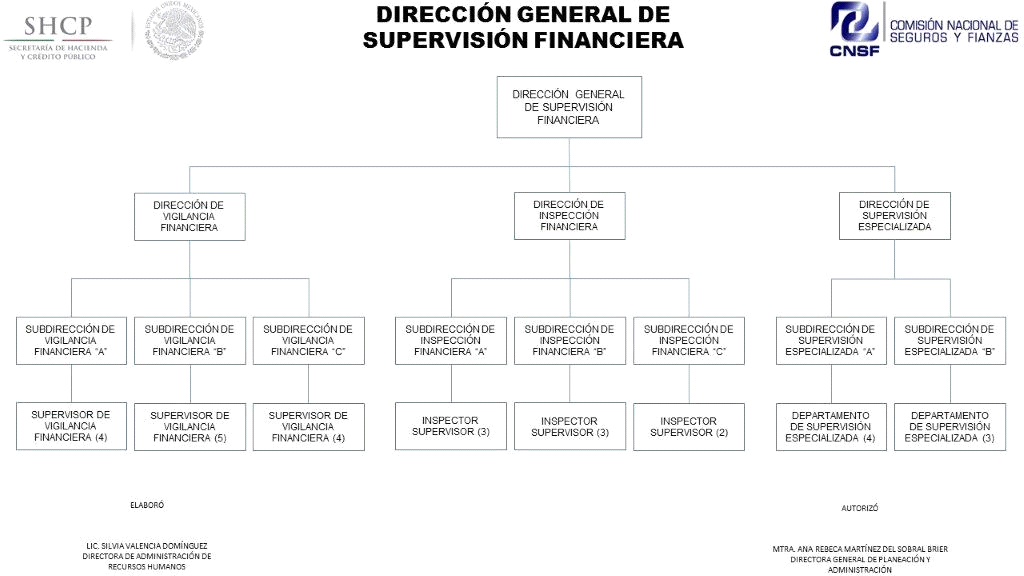 SHCP
SECRETARÍA DE HACIENDA
Y CRÉDITO PÚBLICO
ESTADOS UNIDOS MEXICANOS
DIRECCIÓN GENERAL DE
SUPERVISIÓN FINANCIERA
CNSF
COMISIÓN NACIONAL DE
SEGUROS Y FIANZAS
DIRECCIÓN GENERAL
DE SUPERVISIÓN
FINANCIERA
DIRECCIÓN DE
VIGILANCIA
FINANCIERA
DIRECCIÓN DE
INSPECCIÓN
FINANCIERA
DIRECCIÓN DE
SUPERVISIÓN
ESPECIALIZADA
SUBDIRECCIÓN DE
VIGILANCIA
FINANCIERA “A”
SUBDIRECCIÓN DE
VIGILANCIA
FINANCIERA “B”
SUBDIRECCIÓN DE
VIGILANCIA
FINANCIERA “C”
SUBDIRECCIÓN DE
INSPECCIÓN
FINANCIERA “A”
SUBDIRECCIÓN DE
INSPECCIÓN
FINANCIERA “B”
SUBDIRECCIÓN DE
INSPECCIÓN
FINANCIERA “C”
SUBDIRECCIÓN DE
SUPERVISIÓN
ESPECIALIZADA “A”
SUBDIRECCIÓN DE
SUPERVISIÓN
ESPECIALIZADA “B”
SUPERVISOR DE
VIGILANCIA
FINANCIERA (4)
SUPERVISOR DE
VIGILANCIA
FINANCIERA (5)
SUPERVISOR DE
VIGILANCIA
FINANCIERA (4)
INSPECTOR
SUPERVISOR (3)
INSPECTOR
SUPERVISOR (3)
INSPECTOR
SUPERVISOR (2)
DEPARTAMENTO
DE SUPERVISIÓN
ESPECIALIZADA (4)
DEPARTAMENTO
DE SUPERVISIÓN
ESPECIALIZADA (3)
ELABORÓ
AUTORIZÓ
LIC. SILVIA VALENCIA DOMÍNGUEZ
DIRECTORA DE ADMINISTRACIÓN DE
RECURSOS HUMANOS
MTRA. ANA REBECA MARTÍNEZ DEL SOBRAL BRIER
DIRECTORA GENERAL DE PLANEACIÓN Y
ADMINISTRACIÓN